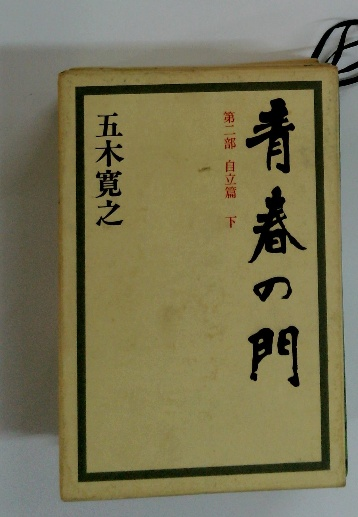 青春の門
第二部 自立篇 下
五木寛之